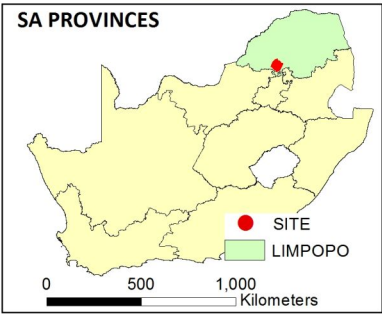 SA PROVINCES
SITE
LIMPOPO
0 500 1,000
Kilometers